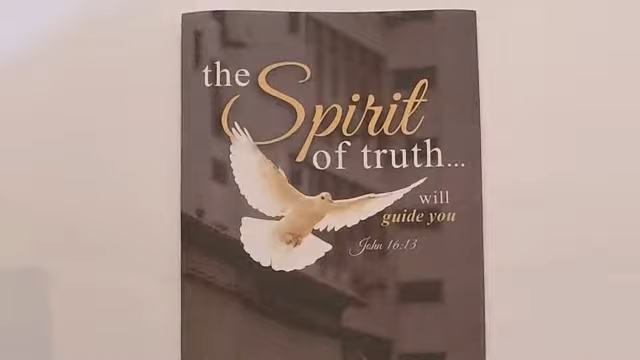 the Spirit
of truth...
will
guide you
John 16:13